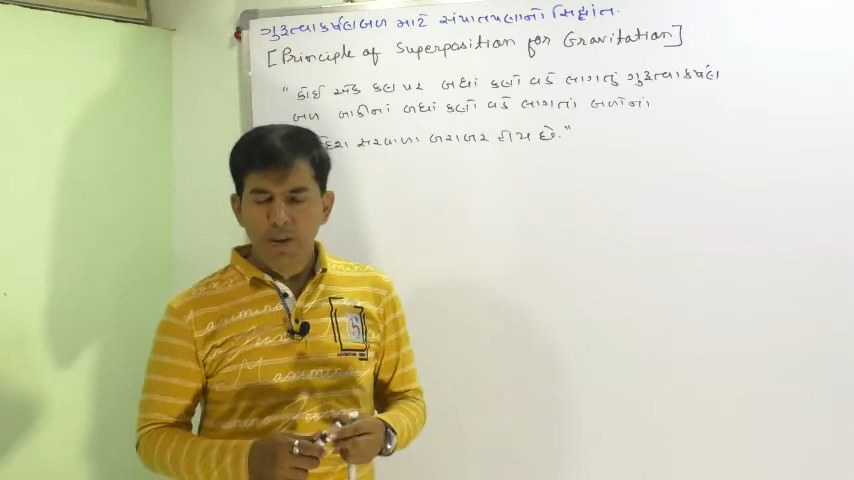 ગુરુત્વાકર્ષણબળ માટે સંપાતપણાનો સિદ્ધાંત.
[Principle of Superposition for Gravitation]
"કોઈ એક કણ પર બધાં કણો વડે લાગતું ગુરુત્વાકર્ષણ
બળ બાકીનાં બધાં કણો વડે લાગતાં બળોનાં
સરવાળા બરાબર હોય છે."